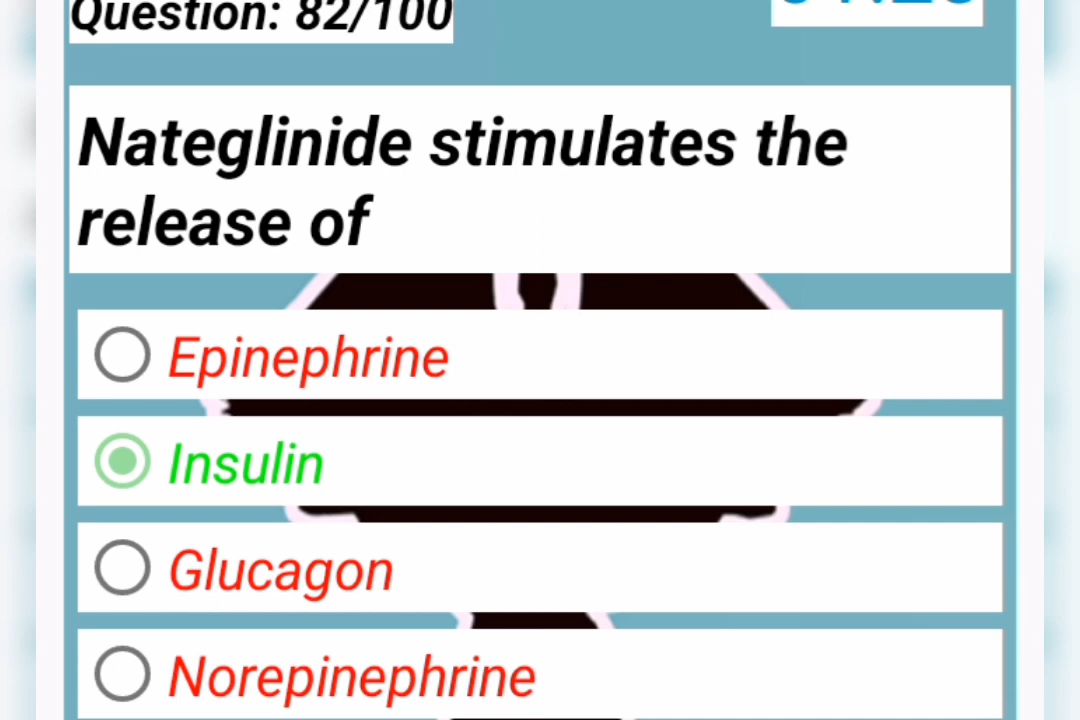 Question: 82/100
Nateglinide stimulates the
release of
Epinephrine
Insulin
Glucagon
Norepinephrine